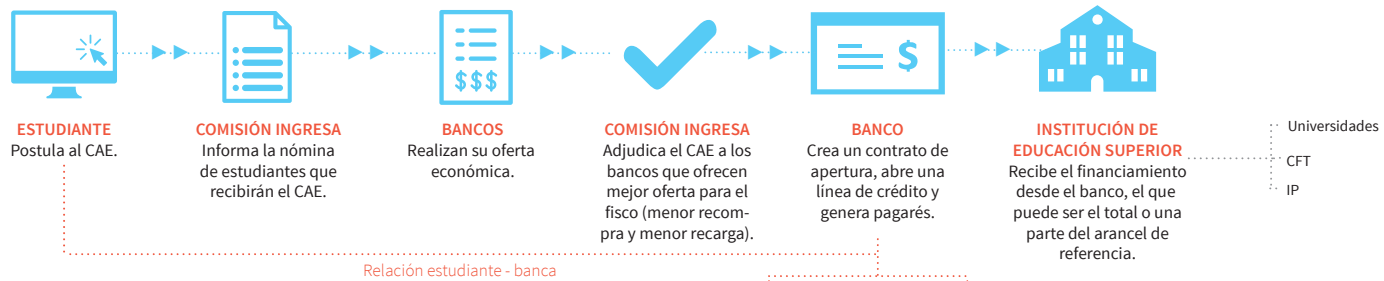 $$$
$
ESTUDIANTE
Postula al CAE.
COMISIÓN INGRESA
Informa la nómina
de estudiantes que
recibirán el CAE.
BANCOS
Realizan su oferta
económica.
COMISIÓN INGRESA
Adjudica el CAE a los
bancos que ofrecen
mejor oferta para el
fisco (menor recom-
pra y menor recarga).
BANCO
Crea un contrato de
apertura, abre una
línea de crédito y
genera pagarés.
INSTITUCIÓN DE
EDUCACIÓN SUPERIOR
Recibe el financiamiento
desde el banco, el que
puede ser el total o una
parte del arancel de
referencia.
Universidades
CFT
IP
Relación estudiante - banca